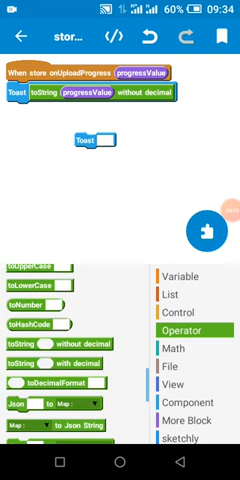 60% 09:34
stor...
When store onUploadProgress progressValue
Toast toString progressValue without decimal
Toast
toUpperCase
toLowerCase
toNumber
toHashCode
toString without decimal
toString with decimal
toDecimalFormat
Json to Map:
Map: to Json String
Variable
List
Control
Operator
Math
File
View
Component
More Block
sketchly